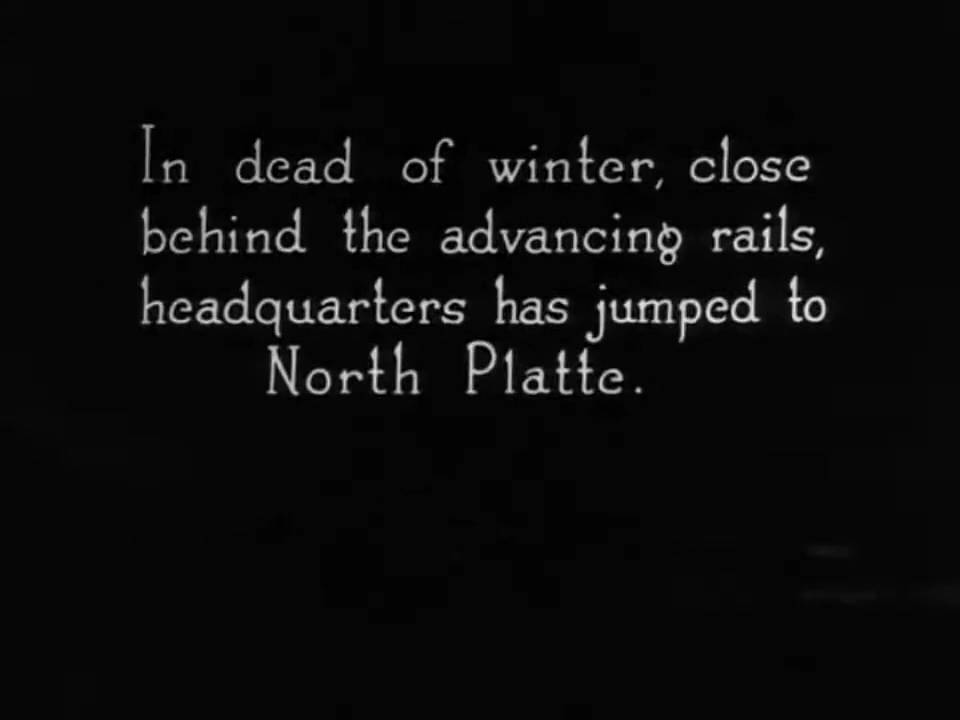 In dead of winter, close
behind the advancing rails,
headquarters has jumped to
North Platte.